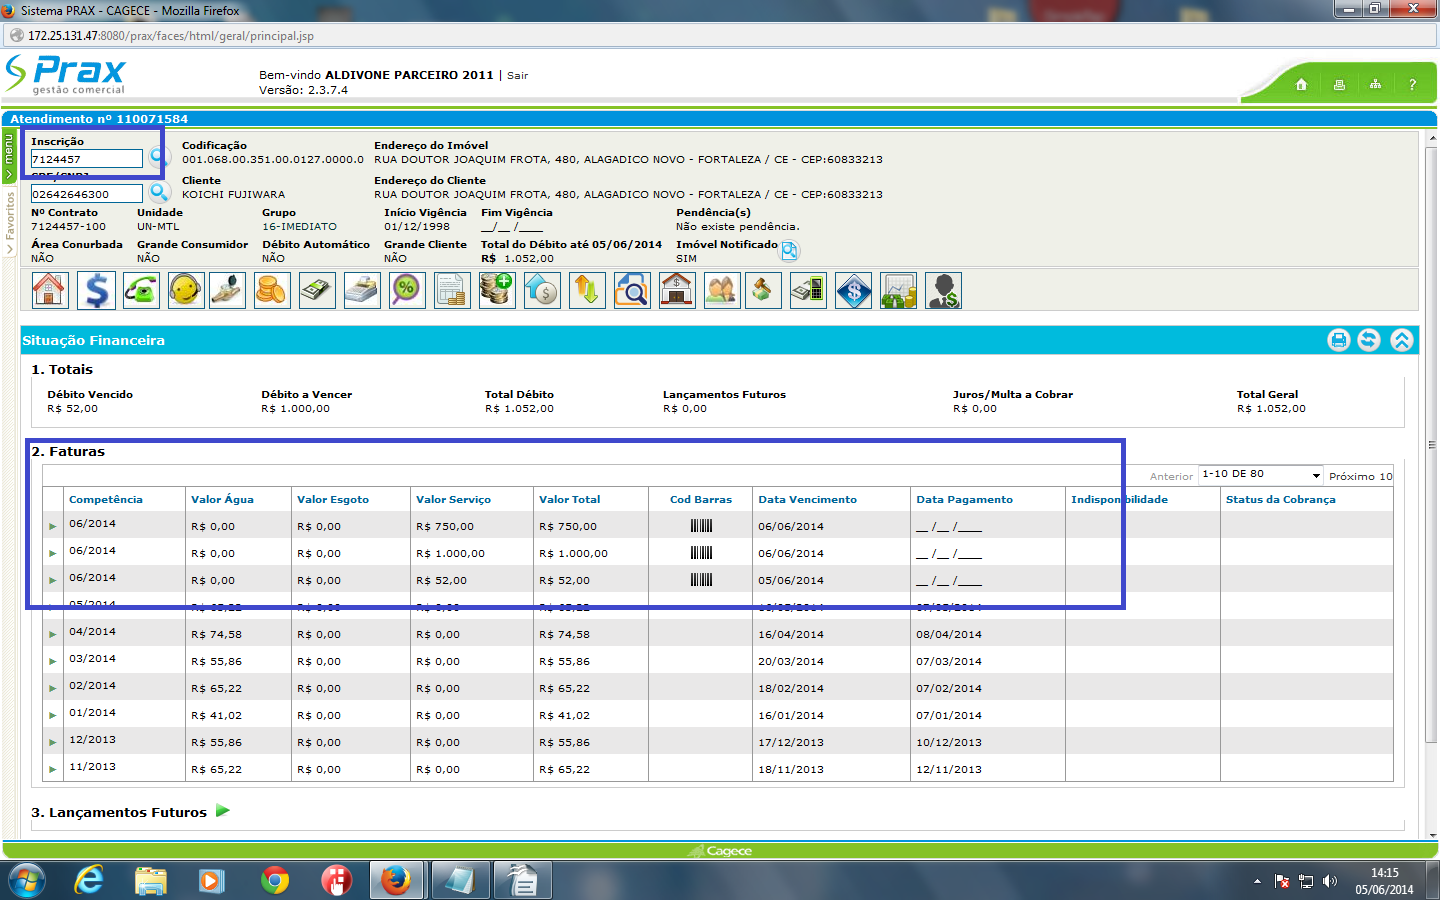 Sistema PRAX - CAGECE - Mozilla Firefox
172.25.131.47:8080/prax/faces/html/geral/principal.jsp
Prax
gestão comercial
Bem-vindo ALDIVONE PARCEIRO 2011 | Sair
Versão: 2.3.7.4
?
Atendimento nº 110071584
menu
Favoritos
Inscrição
7124457
Codificação
001.068.00.351.00.0127.0000.0
Endereço do Imóvel
RUA DOUTOR JOAQUIM FROTA, 480, ALAGADICO NOVO - FORTALEZA / CE - CEP:60833213
02642646300
Cliente
KOICHI FUJIWARA
Endereço do Cliente
RUA DOUTOR JOAQUIM FROTA, 480, ALAGADICO NOVO - FORTALEZA / CE - CEP:60833213
Nº Contrato Unidade Grupo Início Vigência Fim Vigência Pendência(s)
7124457-100 UN-MTL 16-IMEDIATO 01/12/1998 __/__ /____ Não existe pendência.
Área Conurbada Grande Consumidor Débito Automático Grande Cliente Total do Débito até 05/06/2014 Imóvel Notificado
NÃO NÃO NÃO NÃO R$ 1.052,00 SIM
Situação Financeira
1. Totais
Débito Vencido Débito a Vencer Total Débito Lançamentos Futuros Juros/Multa a Cobrar Total Geral
R$ 52,00 R$ 1.000,00 R$ 1.052,00 R$ 0,00 R$ 0,00 R$ 1.052,00
2. Faturas
Anterior 1-10 DE 80 Próximo 10
Competência Valor Água Valor Esgoto Valor Serviço Valor Total Cod Barras Data Vencimento Data Pagamento Indisponibilidade Status da Cobrança
06/2014 R$ 0,00 R$ 0,00 R$ 750,00 R$ 750,00 06/06/2014 __ /__ /____
06/2014 R$ 0,00 R$ 0,00 R$ 1.000,00 R$ 1.000,00 06/06/2014 __ /__ /____
06/2014 R$ 0,00 R$ 0,00 R$ 52,00 R$ 52,00 05/06/2014 __ /__ /____
05/2014 R$ 65,22 R$ 0,00 R$ 0,00 R$ 65,22 16/05/2014 07/05/2014
04/2014 R$ 74,58 R$ 0,00 R$ 0,00 R$ 74,58 16/04/2014 08/04/2014
03/2014 R$ 55,86 R$ 0,00 R$ 0,00 R$ 55,86 20/03/2014 07/03/2014
02/2014 R$ 65,22 R$ 0,00 R$ 0,00 R$ 65,22 18/02/2014 07/02/2014
01/2014 R$ 41,02 R$ 0,00 R$ 0,00 R$ 41,02 16/01/2014 07/01/2014
12/2013 R$ 55,86 R$ 0,00 R$ 0,00 R$ 55,86 17/12/2013 10/12/2013
11/2013 R$ 65,22 R$ 0,00 R$ 0,00 R$ 65,22 18/11/2013 12/11/2013
3. Lançamentos Futuros
Cagece
14:15
05/06/2014